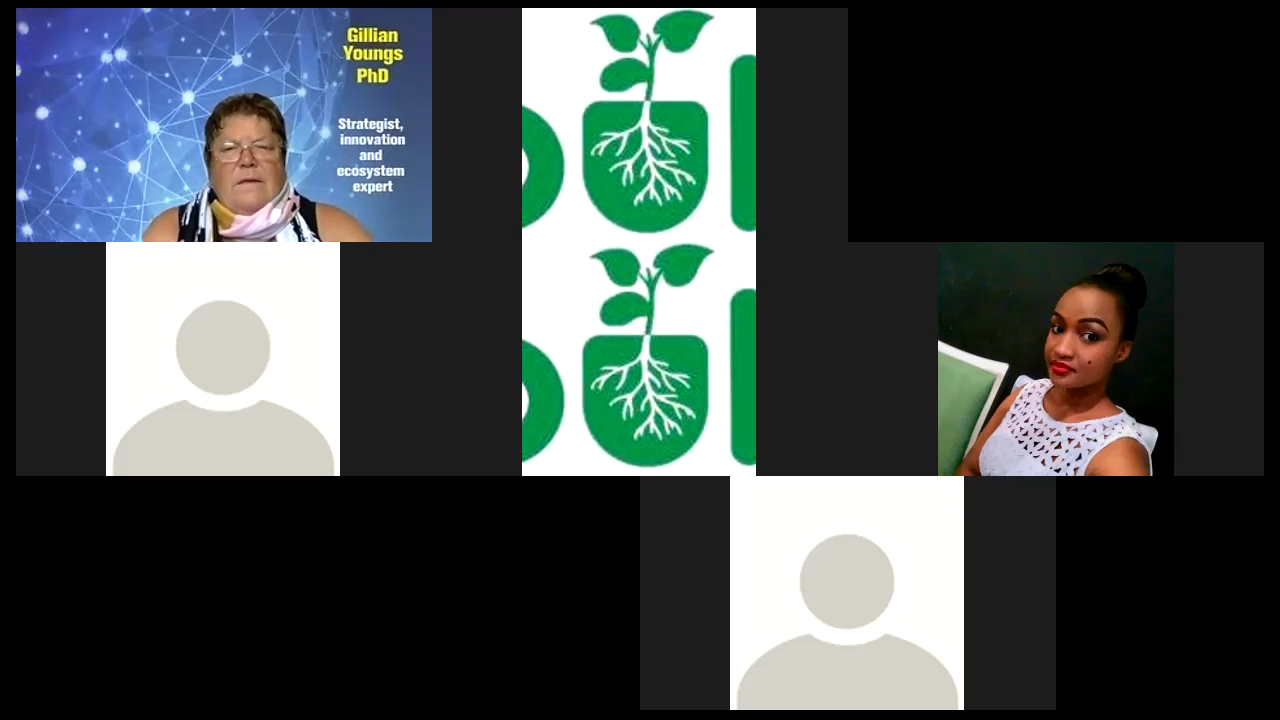 Gillian
Youngs
PhD
Strategist,
innovation
and
ecosystem
expert